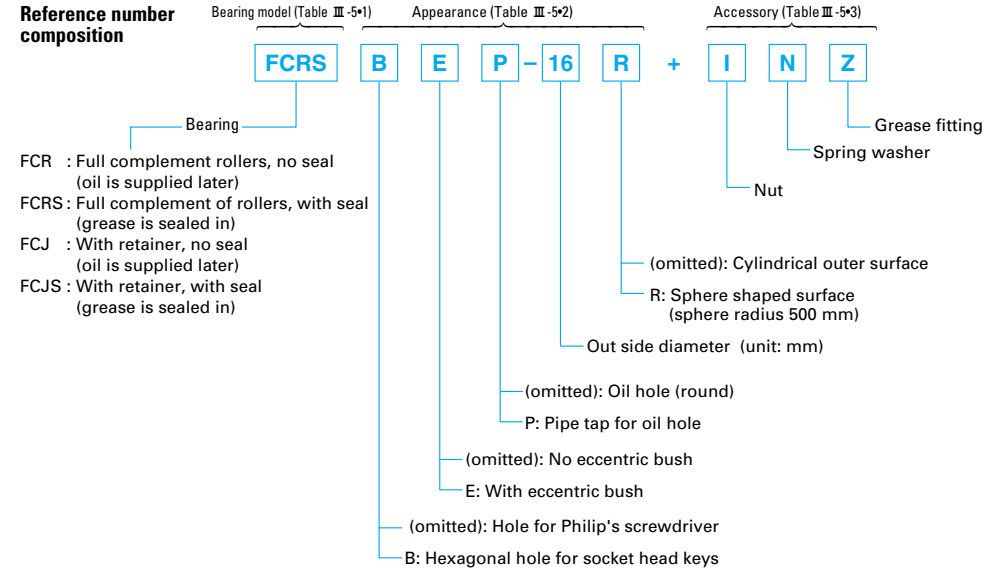 Reference number
composition
Bearing model (Table Ⅲ-5•1)
Appearance (Table Ⅲ-5•2)
Accessory (Table Ⅲ-5•3)
FCRS B E P – 16 R + I N Z
Bearing
FCR : Full complement rollers, no seal
(oil is supplied later)
FCRS : Full complement of rollers, with seal
(grease is sealed in)
FCJ : With retainer, no seal
(oil is supplied later)
FCJS : With retainer, with seal
(grease is sealed in)
Grease fitting
Spring washer
Nut
(omitted): Cylindrical outer surface
R: Sphere shaped surface
(sphere radius 500 mm)
Out side diameter (unit: mm)
(omitted): Oil hole (round)
P: Pipe tap for oil hole
(omitted): No eccentric bush
E: With eccentric bush
(omitted): Hole for Philip's screwdriver
B: Hexagonal hole for socket head keys